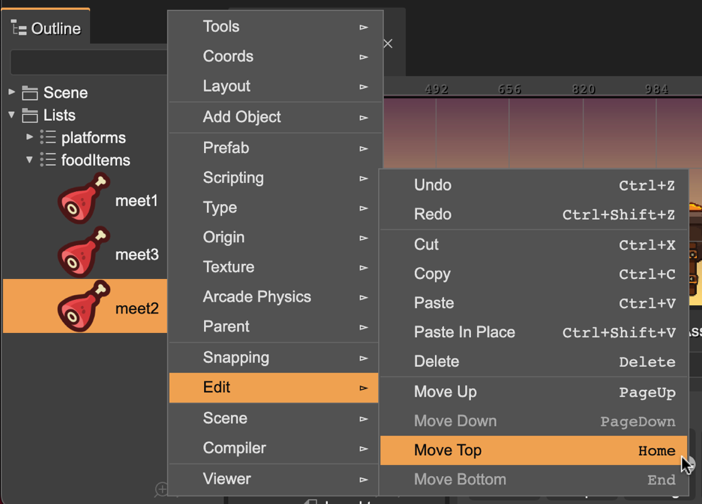 Outline
492 656 820 984
Scene
Lists
platforms
foodItems
meet1
meet3
meet2
Tools
Coords
Layout
Add Object
Prefab
Scripting
Type
Origin
Texture
Arcade Physics
Parent
Snapping
Edit
Scene
Compiler
Viewer
Undo Ctrl+Z
Redo Ctrl+Shift+Z
Cut Ctrl+X
Copy Ctrl+C
Paste Ctrl+V
Paste In Place Ctrl+Shift+V
Delete Delete
Move Up PageUp
Move Down PageDown
Move Top Home
Move Bottom End